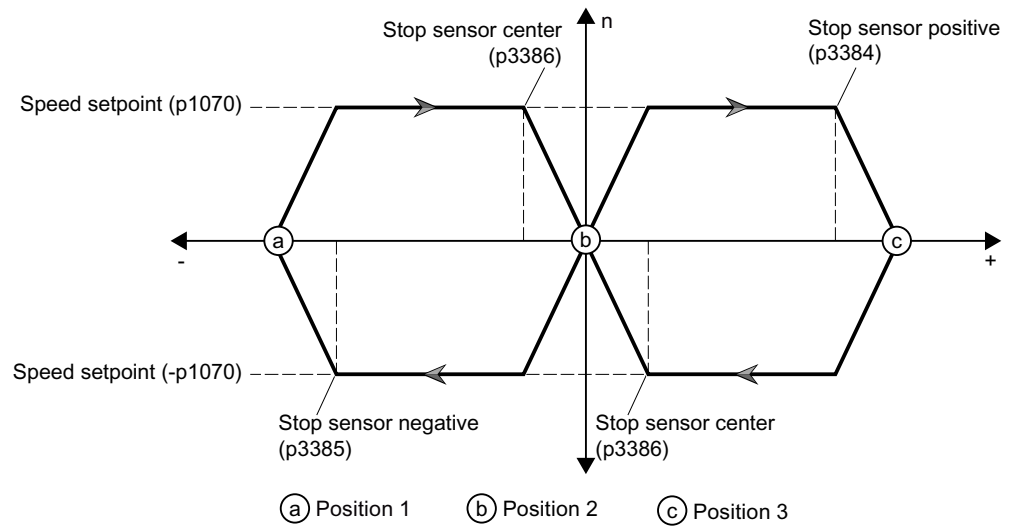 Stop sensor center
(p3386)
n
Stop sensor positive
(p3384)
Speed setpoint (p1070)
a
b
c
-
+
Speed setpoint (-p1070)
Stop sensor negative
(p3385)
Stop sensor center
(p3386)
a Position 1
b Position 2
c Position 3